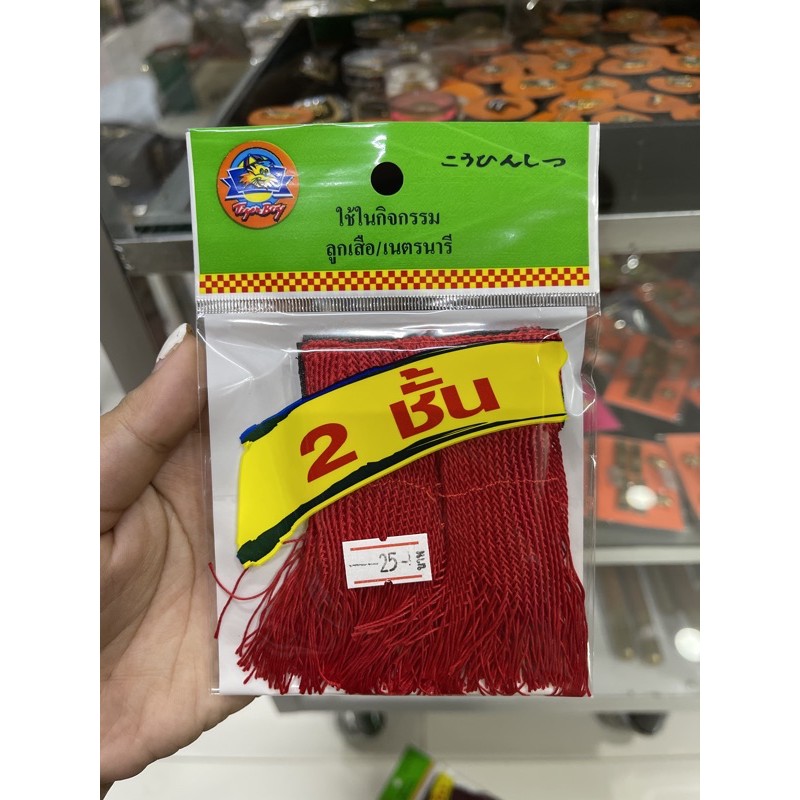 TigerBoy
こうひんしつ
ใช้ในกิจกรรม
ลูกเสือ/เนตรนารี
2 ชั้น
25.-